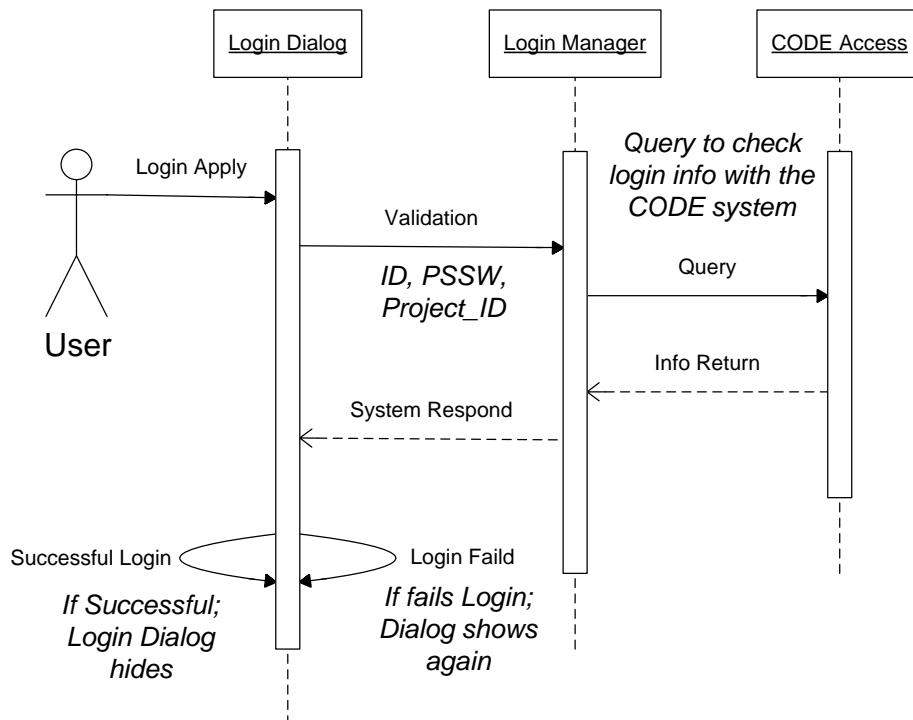 Login Dialog
Login Manager
CODE Access
Login Apply
Query to check
login info with the
CODE system
Validation
ID, PSSW,
Project_ID
Query
User
Info Return
System Respond
Successful Login
Login Faild
If Successful;
Login Dialog
hides
If fails Login;
Dialog shows
again